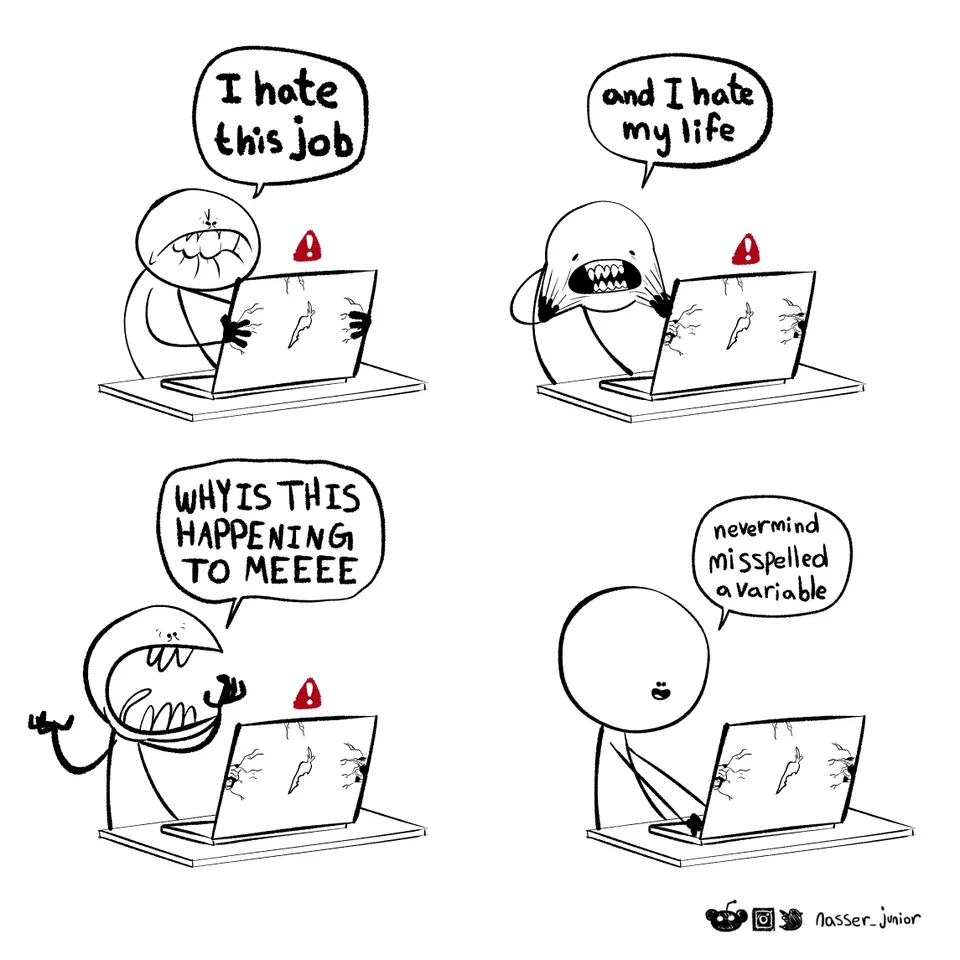 I hate
this job
and I hate
my life
WHY IS THIS
HAPPENING
TO MEEEE
nevermind
misspelled
a variable
nasser_junior